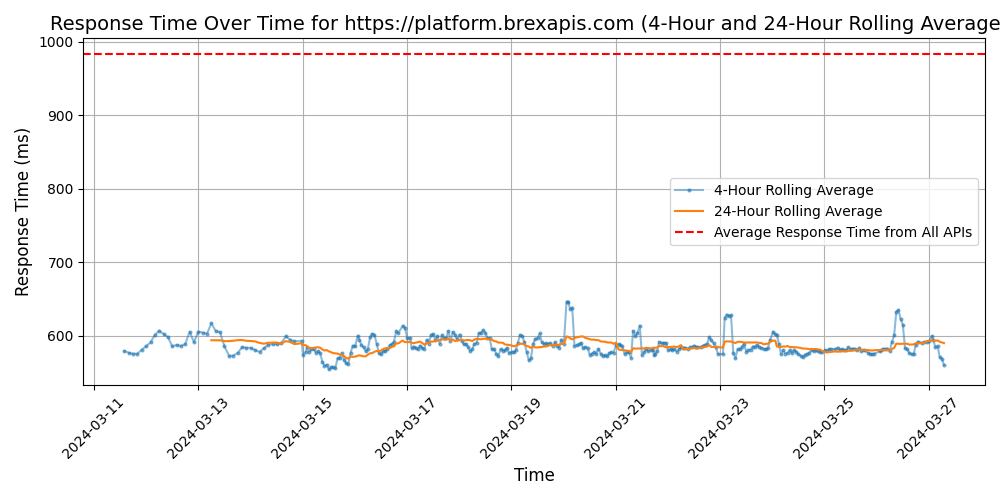 Response Time Over Time for https://platform.brexapis.com (4-Hour and 24-Hour Rolling Average
1000
900
800
700
600
Response Time (ms)
4-Hour Rolling Average
24-Hour Rolling Average
Average Response Time from All APIs
2024-03-11
2024-03-13
2024-03-15
2024-03-17
2024-03-19
2024-03-21
2024-03-23
2024-03-25
2024-03-27
Time